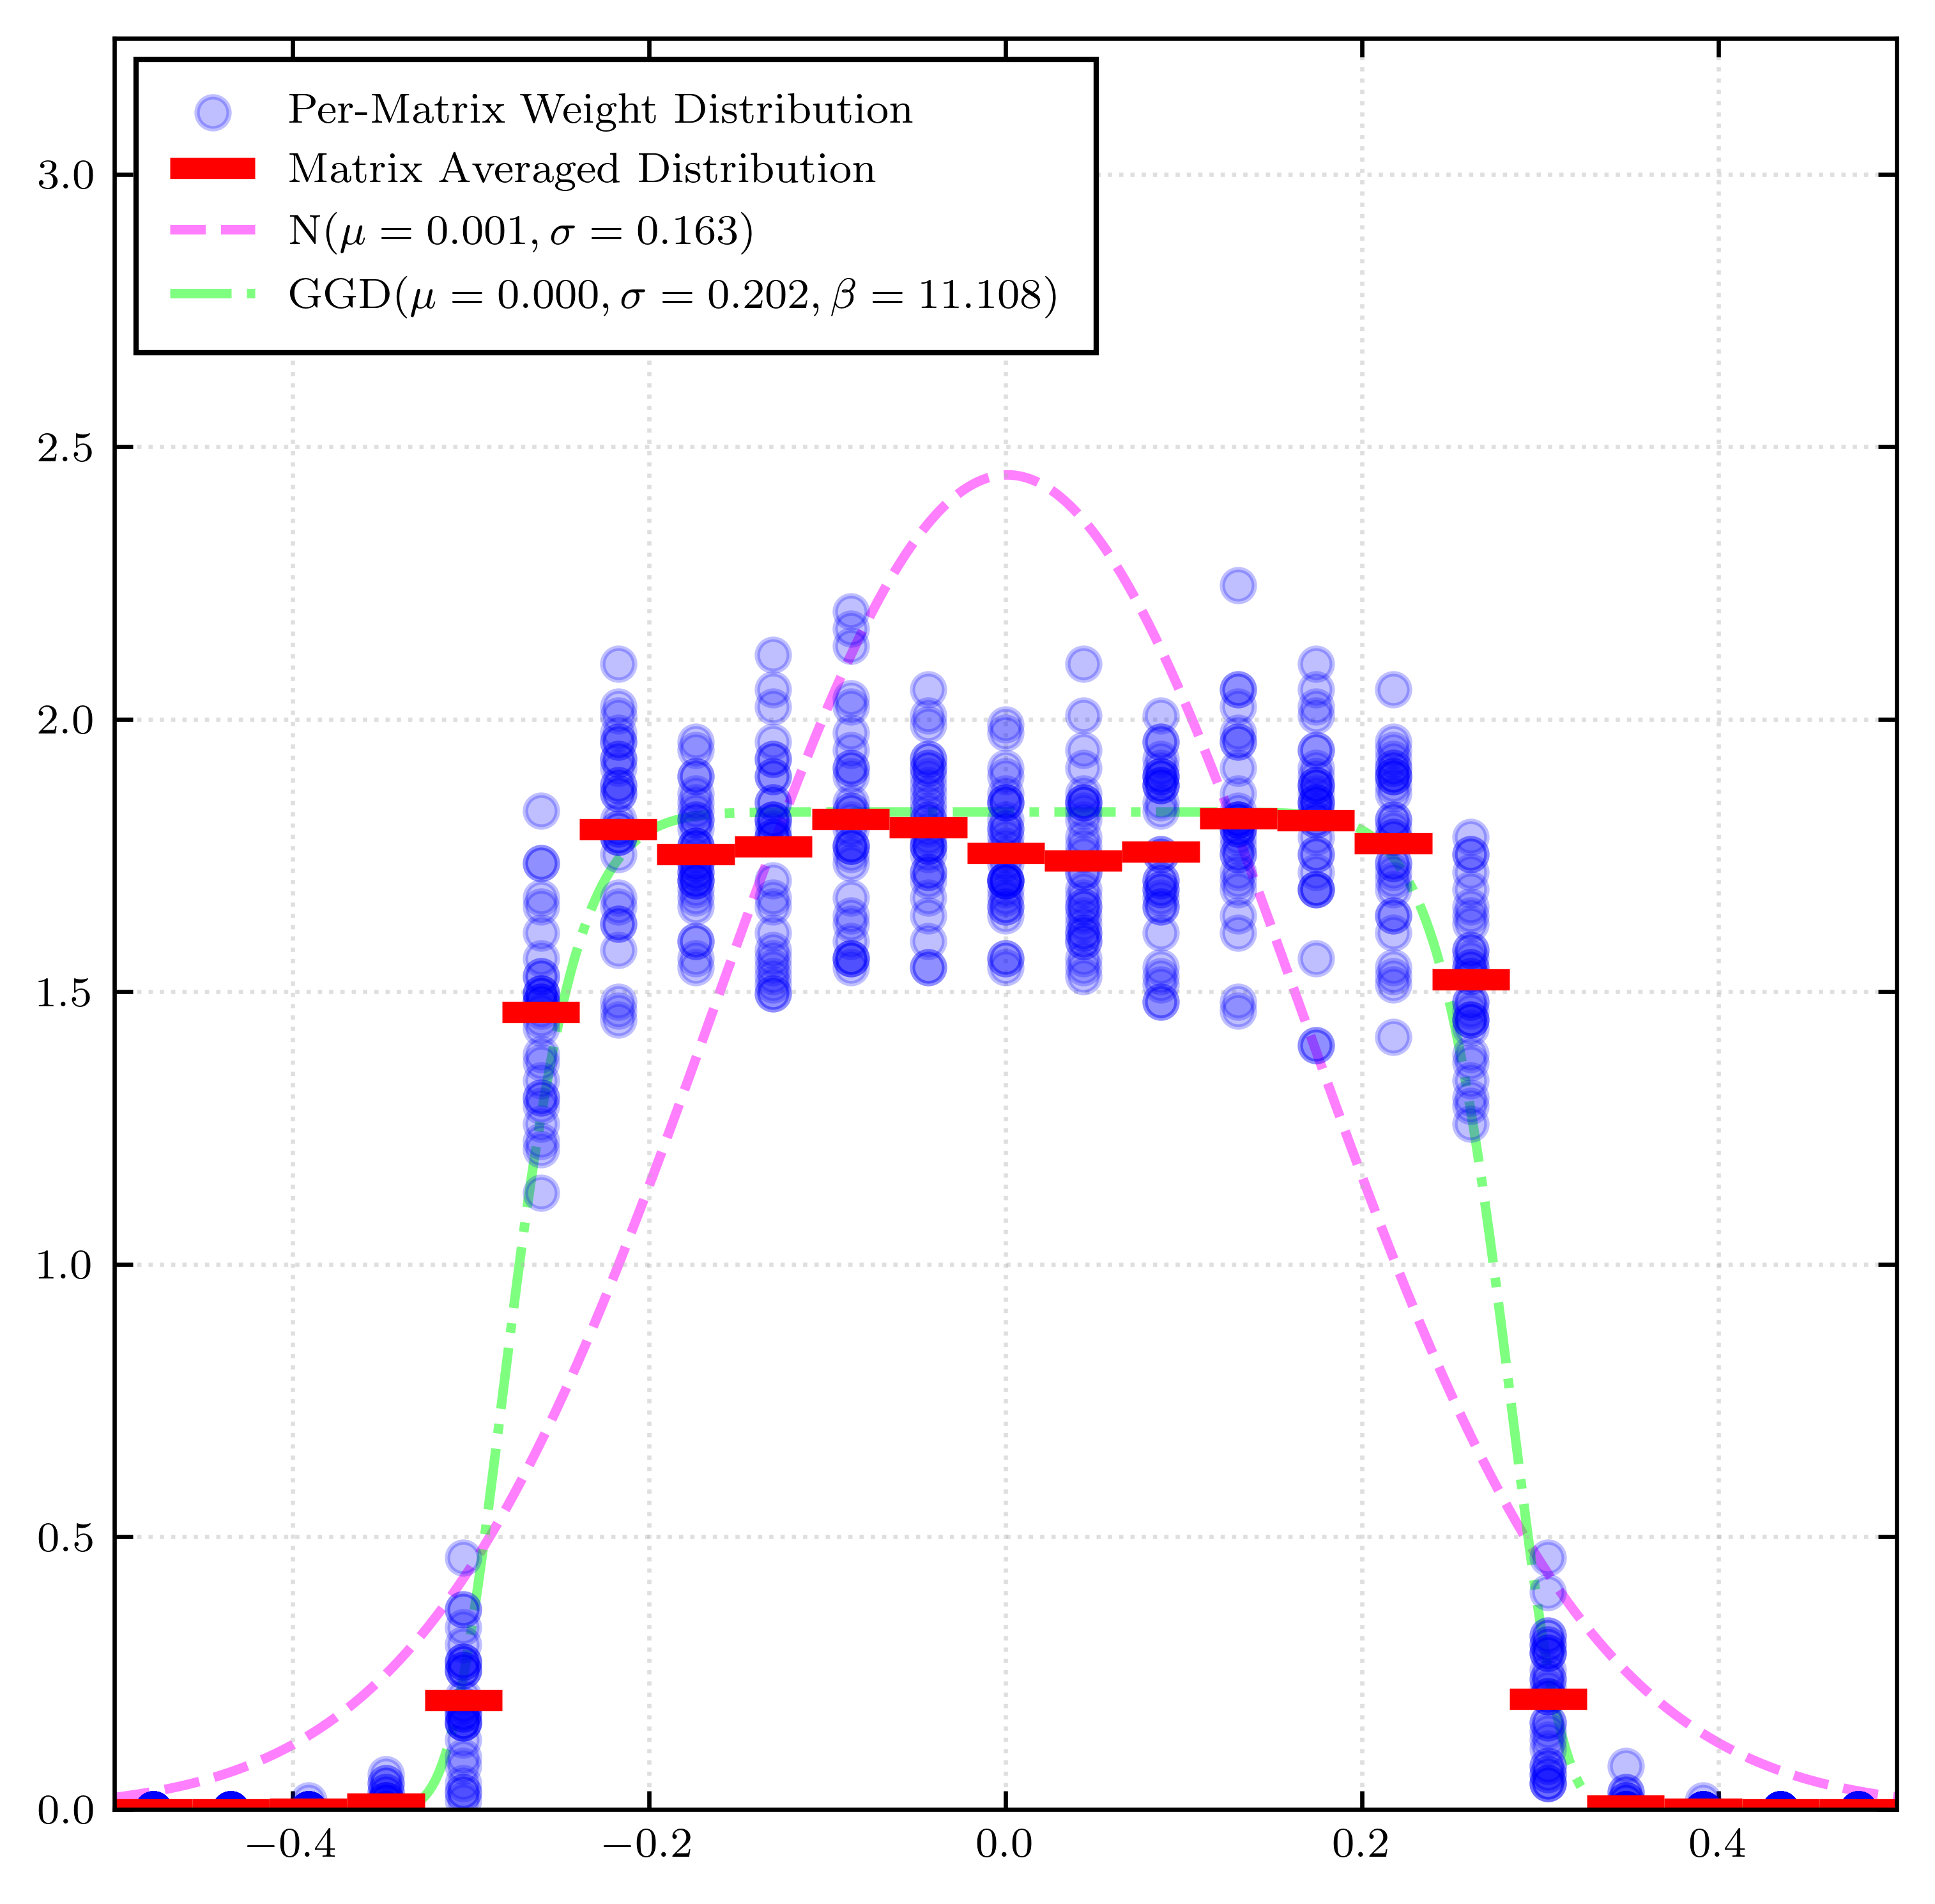 Per-Matrix Weight Distribution
Matrix Averaged Distribution
N(μ = 0.001, σ = 0.163)
GGD(μ = 0.000, σ = 0.202, β = 11.108)
3.0
2.5
2.0
1.5
1.0
0.5
0.0
−0.4 −0.2 0.0 0.2 0.4